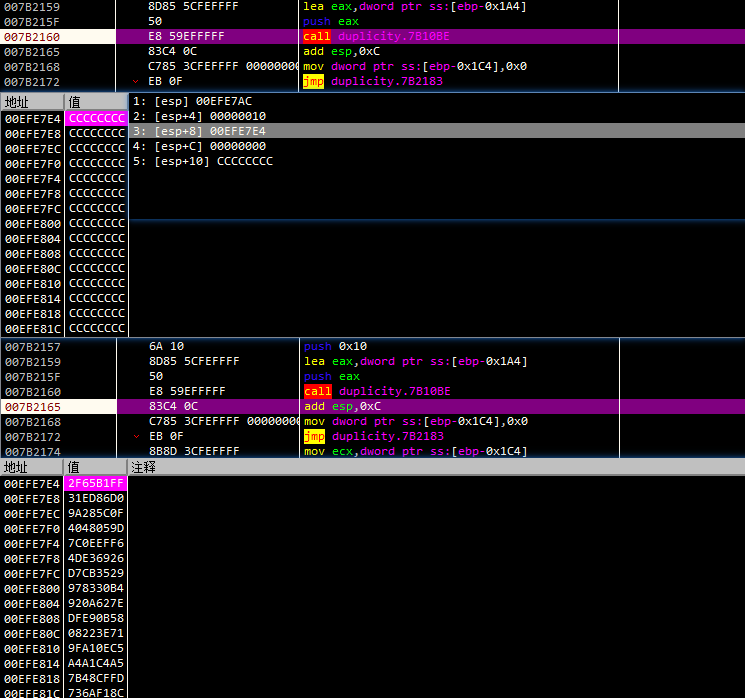 007B2159 8D85 5CFEFFFF lea eax,dword ptr ss:[ebp-0x1A4]
007B215F 50 push eax
007B2160 E8 59EFFFFF call duplicity.7B10BE
007B2165 83C4 0C add esp,0xC
007B2168 C785 3CFEFFFF 00000000 mov dword ptr ss:[ebp-0x1C4],0x0
007B2172 EB 0F jmp duplicity.7B2183
地址 值
00EFE7E4 CCCCCCCC
00EFE7E8 CCCCCCCC
00EFE7EC CCCCCCCC
00EFE7F0 CCCCCCCC
00EFE7F4 CCCCCCCC
00EFE7F8 CCCCCCCC
00EFE7FC CCCCCCCC
00EFE800 CCCCCCCC
00EFE804 CCCCCCCC
00EFE808 CCCCCCCC
00EFE80C CCCCCCCC
00EFE810 CCCCCCCC
00EFE814 CCCCCCCC
00EFE818 CCCCCCCC
00EFE81C CCCCCCCC
1: [esp] 00EFE7AC
2: [esp+4] 00000010
3: [esp+8] 00EFE7E4
4: [esp+C] 00000000
5: [esp+10] CCCCCCCC
007B2157 6A 10 push 0x10
007B2159 8D85 5CFEFFFF lea eax,dword ptr ss:[ebp-0x1A4]
007B215F 50 push eax
007B2160 E8 59EFFFFF call duplicity.7B10BE
007B2165 83C4 0C add esp,0xC
007B2168 C785 3CFEFFFF 00000000 mov dword ptr ss:[ebp-0x1C4],0x0
007B2172 EB 0F jmp duplicity.7B2183
007B2174 8B8D 3CFEFFFF mov ecx,dword ptr ss:[ebp-0x1C4]
地址 值 注释
00EFE7E4 2F65B1FF
00EFE7E8 31ED86D0
00EFE7EC 9A285C0F
00EFE7F0 4048059D
00EFE7F4 7C0EEFF6
00EFE7F8 4DE36926
00EFE7FC D7CB3529
00EFE800 978330B4
00EFE804 920A627E
00EFE808 DFE90B58
00EFE80C 08223E71
00EFE810 9FA10EC5
00EFE814 A4A1C4A5
00EFE818 7B48CFFD
00EFE81C 736AF18C